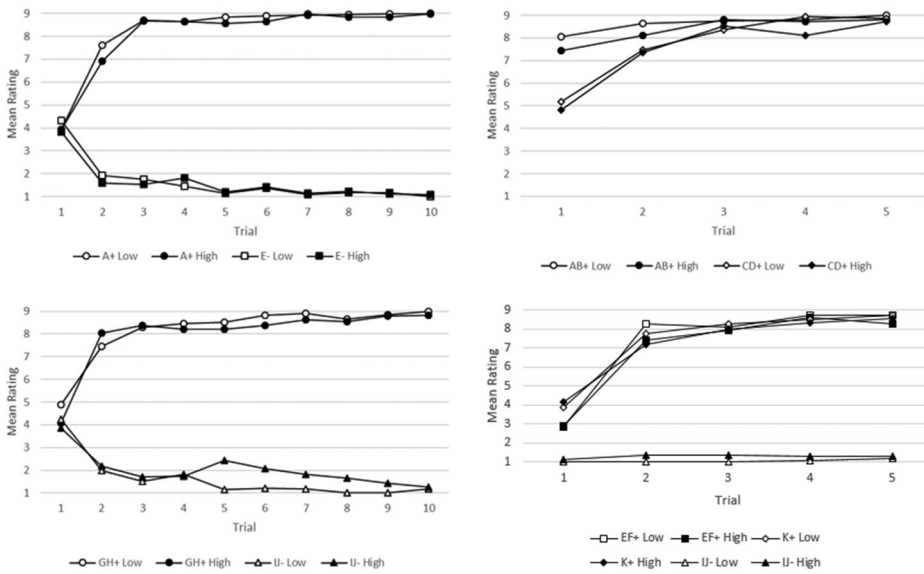 9
8
7
6
5
4
3
2
1
Mean Rating
1 2 3 4 5 6 7 8 9 10
Trial
A+ Low A+ High E- Low E- High
9
8
7
6
5
4
3
2
1
Mean Rating
1 2 3 4 5
Trial
AB+ Low AB+ High CD+ Low CD+ High
9
8
7
6
5
4
3
2
1
Mean Rating
1 2 3 4 5 6 7 8 9 10
Trial
GH+ Low GH+ High IJ- Low IJ- High
9
8
7
6
5
4
3
2
1
Mean Rating
1 2 3 4 5
Trial
EF+ Low EF+ High K+ Low
K+ High IJ- Low IJ- High